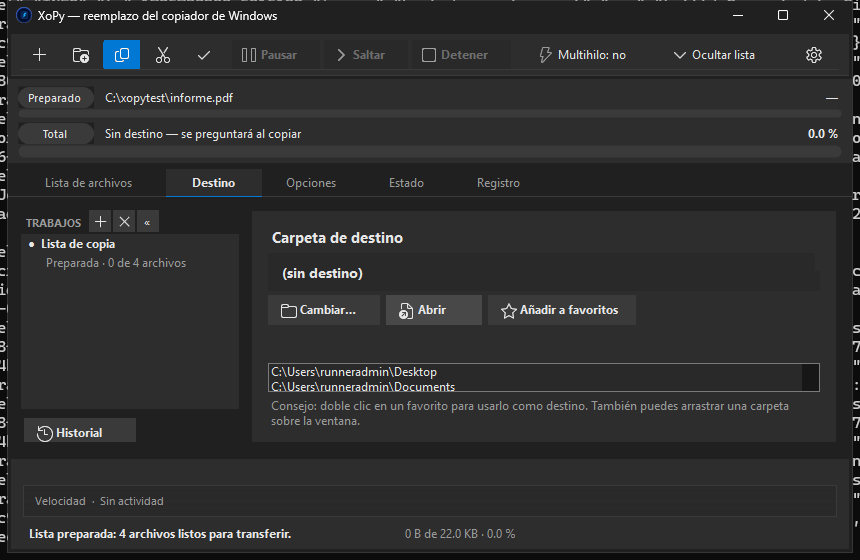 XoPy — reemplazo del copiador de Windows
Pausar
Saltar
Detener
Multihilo: no
Ocultar lista
Preparado
C:\xopytest\informe.pdf
—
Total
Sin destino — se preguntará al copiar
0.0 %
Lista de archivos
Destino
Opciones
Estado
Registro
TRABAJOS
«
• Lista de copia
Preparada · 0 de 4 archivos
Historial
Carpeta de destino
(sin destino)
Cambiar...
Abrir
Añadir a favoritos
C:\Users\runneradmin\Desktop
C:\Users\runneradmin\Documents
Consejo: doble clic en un favorito para usarlo como destino. También puedes arrastrar una carpeta
sobre la ventana.
Velocidad · Sin actividad
Lista preparada: 4 archivos listos para transferir.
0 B de 22.0 KB · 0.0 %